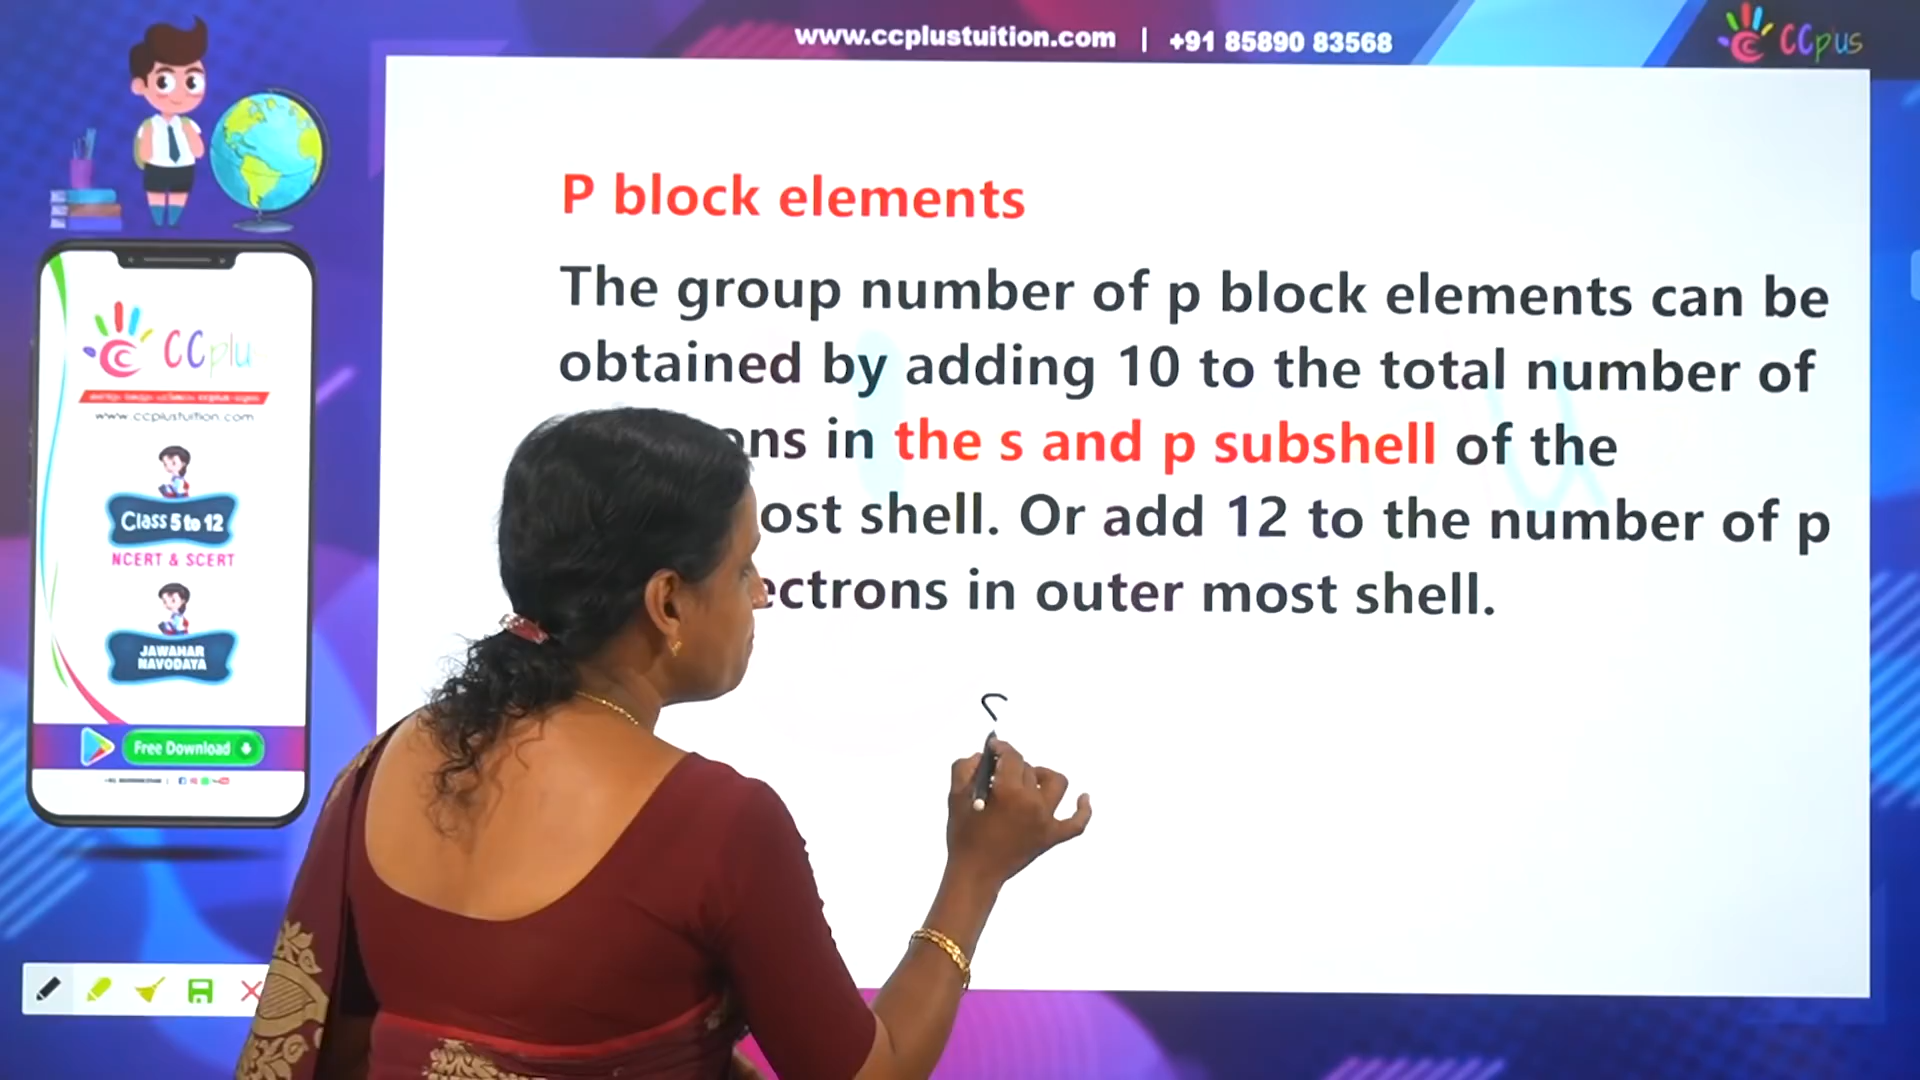 www.ccplustuition.com | +91 85890 83568
CCplus
P block elements
The group number of p block elements can be
obtained by adding 10 to the total number of
ons in the s and p subshell of the
ost shell. Or add 12 to the number of p
ectrons in outer most shell.
CCplu
www.ccplustuition.com
Class 5 to 12
NCERT & SCERT
JAWAHAR
NAVODAYA
Free Download